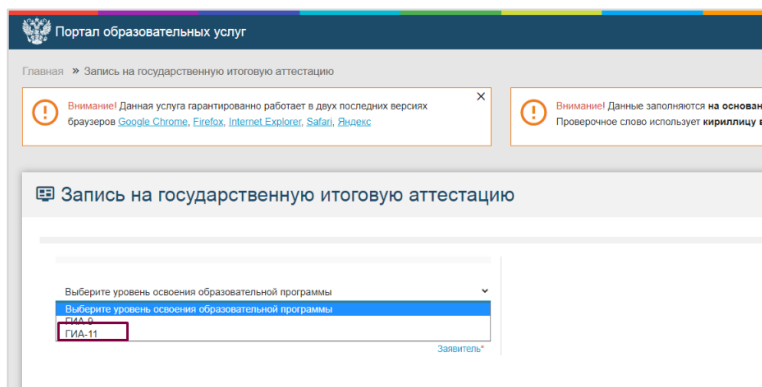 Портал образовательных услуг
Главная » Запись на государственную итоговую аттестацию
Внимание! Данная услуга гарантированно работает в двух последних версиях
браузеров Google Chrome, Firefox, Internet Explorer, Safari, Яндекс
×
Внимание! Данные заполняются на основан
Проверочное слово использует кириллицу в
Запись на государственную итоговую аттестацию
Выберите уровень освоения образовательной программы
Выберите уровень освоения образовательной программы
ГИА-9
ГИА-11
Заявитель*